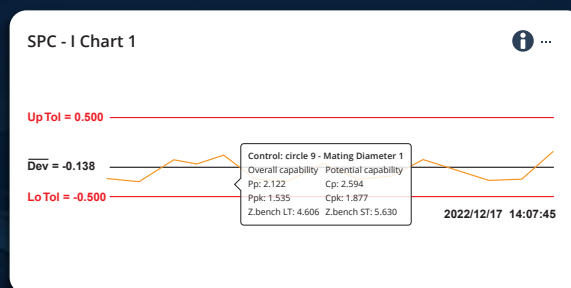 SPC - I Chart 1
Up Tol = 0.500
Dev = -0.138
Lo Tol = -0.500
Control: circle 9 - Mating Diameter 1
Overall capability Potential capability
Pp: 2.122 Cp: 2.594
Ppk: 1.535 Cpk: 1.877
Z.bench LT: 4.606 Z.bench ST: 5.630
2022/12/17 14:07:45